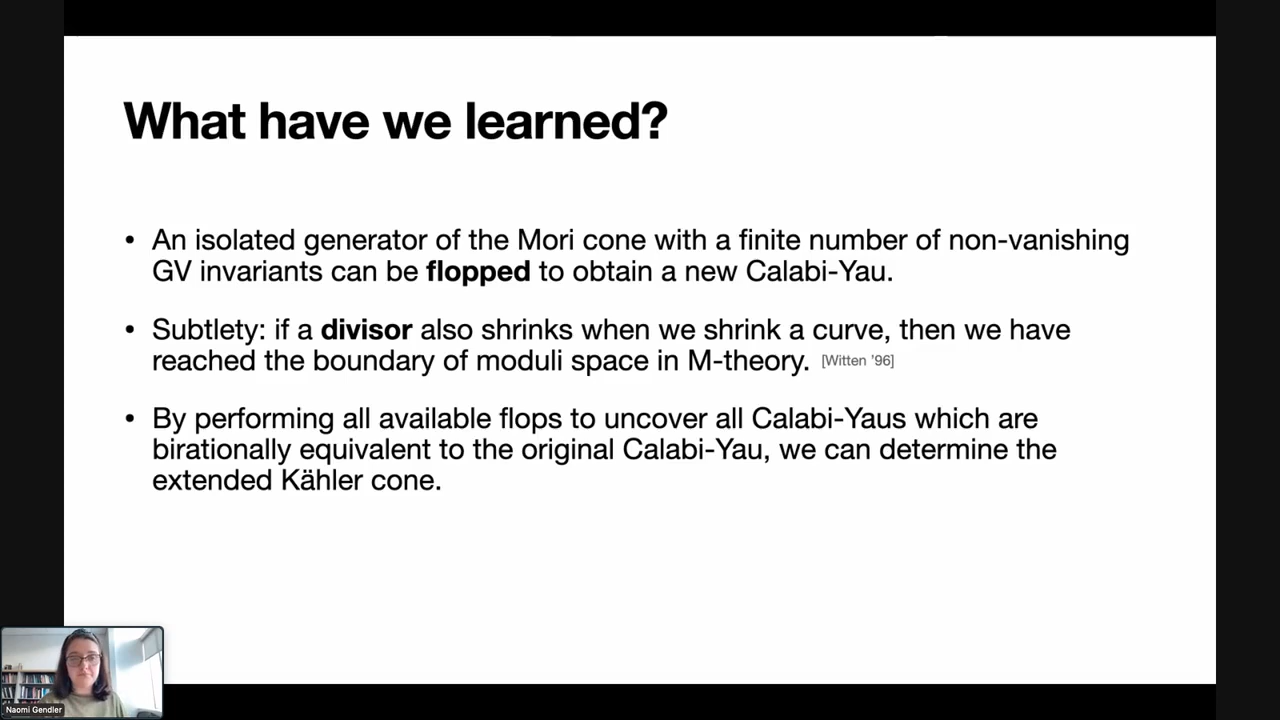 What have we learned?
• An isolated generator of the Mori cone with a finite number of non-vanishing
GV invariants can be flopped to obtain a new Calabi-Yau.
• Subtlety: if a divisor also shrinks when we shrink a curve, then we have
reached the boundary of moduli space in M-theory. [Witten '96]
• By performing all available flops to uncover all Calabi-Yaus which are
birationally equivalent to the original Calabi-Yau, we can determine the
extended Kähler cone.
Naomi Gendler